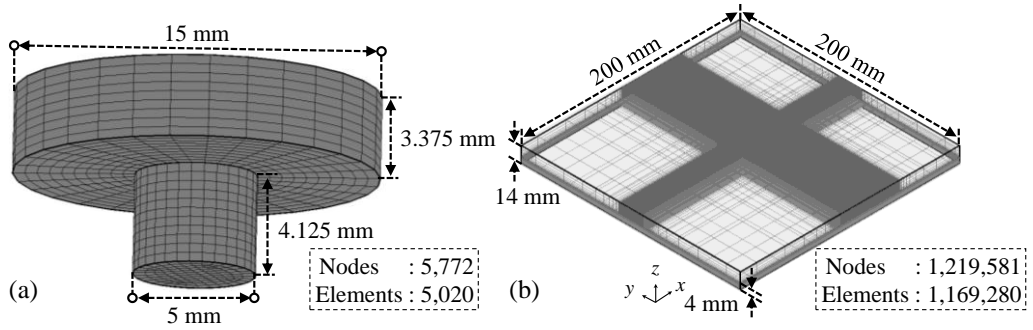 15 mm
3.375 mm
4.125 mm
5 mm
(a)
Nodes : 5,772
Elements : 5,020
200 mm
200 mm
14 mm
4 mm
z
y
x
(b)
Nodes : 1,219,581
Elements : 1,169,280